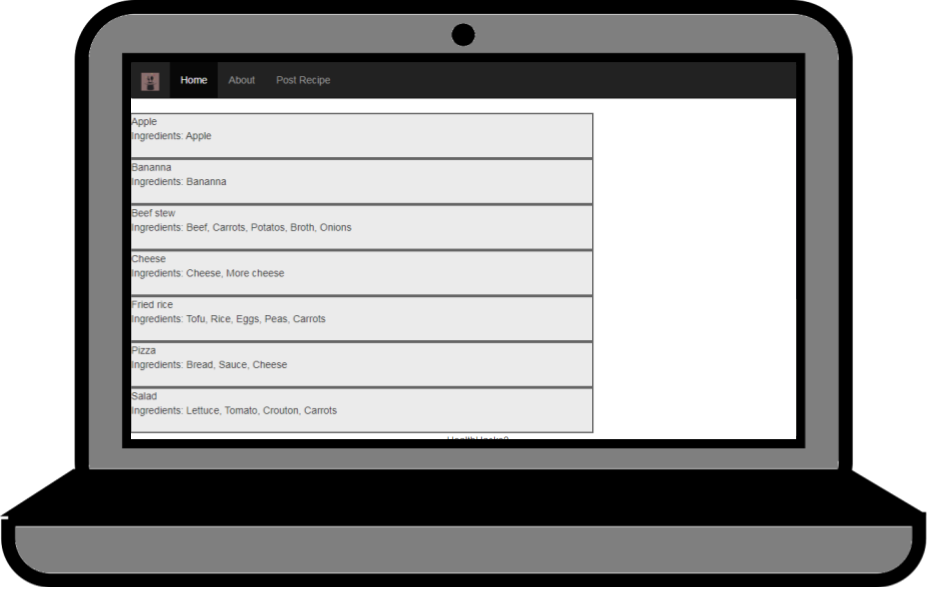 Home About Post Recipe
Apple
Ingredients: Apple
Bananna
Ingredients: Bananna
Beef stew
Ingredients: Beef, Carrots, Potatos, Broth, Onions
Cheese
Ingredients: Cheese, More cheese
Fried rice
Ingredients: Tofu, Rice, Eggs, Peas, Carrots
Pizza
Ingredients: Bread, Sauce, Cheese
Salad
Ingredients: Lettuce, Tomato, Crouton, Carrots